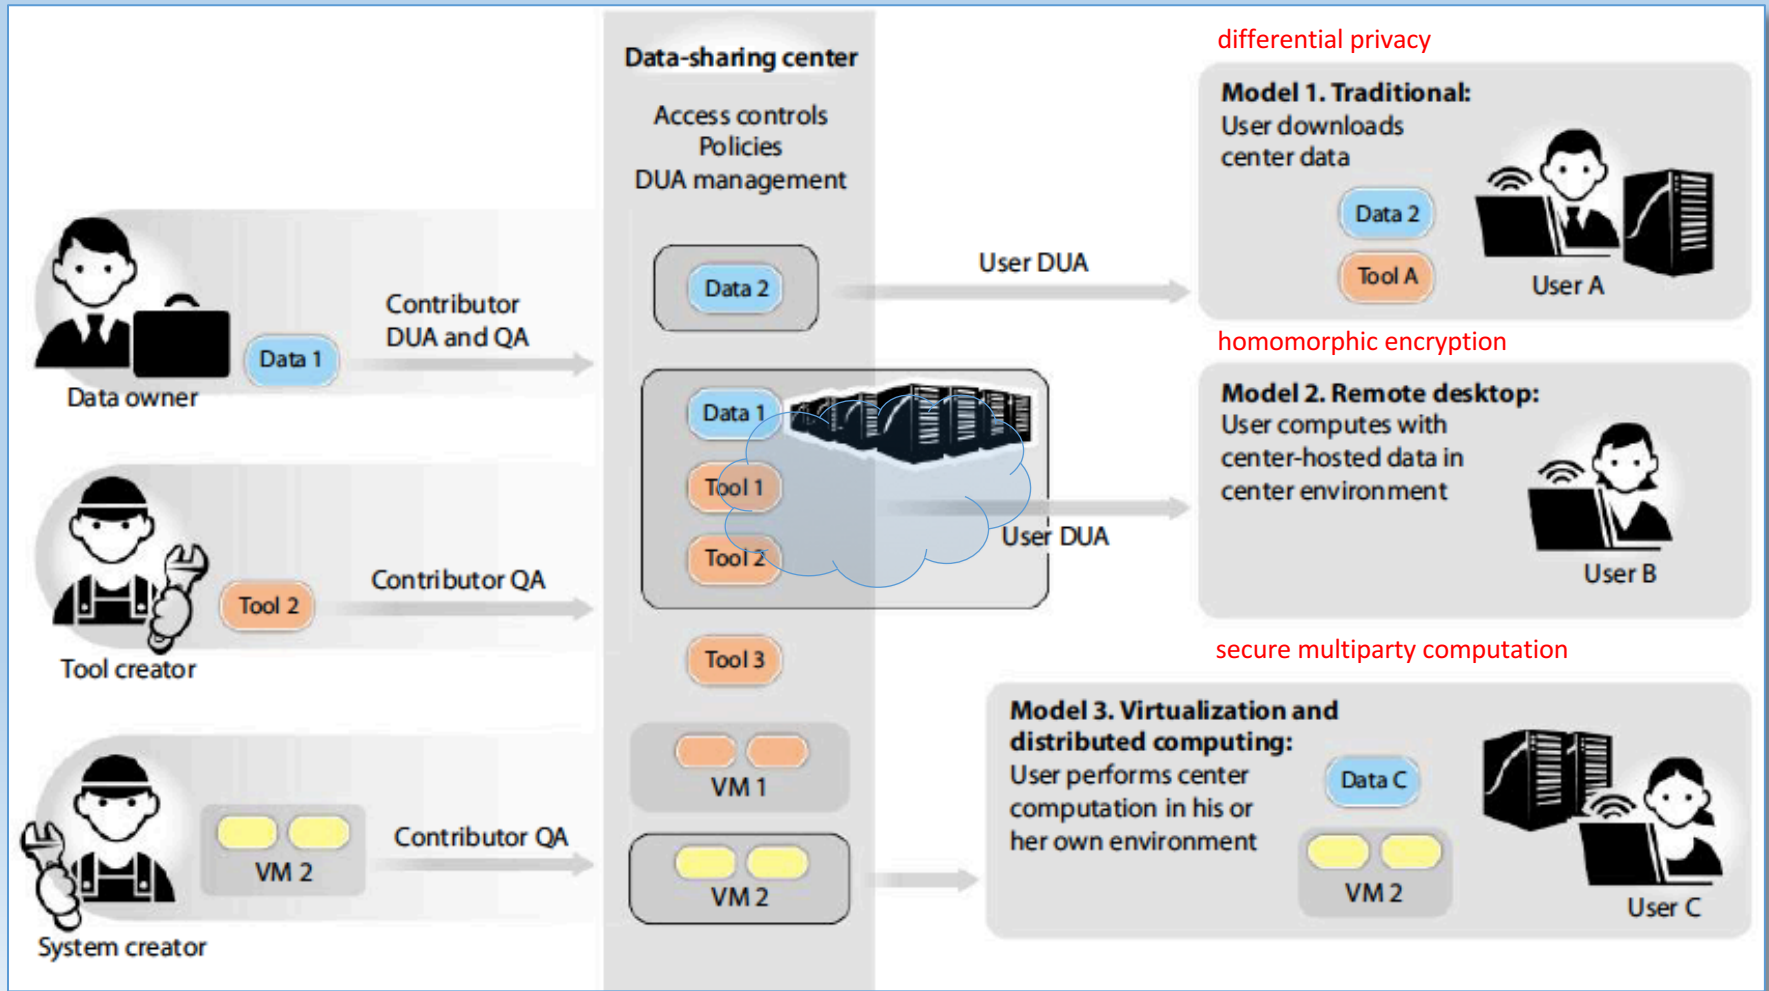 Data-sharing center
Access controls
Policies
DUA management
Data owner
Data 1
Contributor
DUA and QA
Tool creator
Tool 2
Contributor QA
System creator
VM 2
Contributor QA
Data 2
Data 1
Tool 1
Tool 2
Tool 3
VM 1
VM 2
User DUA
User DUA
differential privacy
Model 1. Traditional:
User downloads
center data
Data 2
Tool A
User A
homomorphic encryption
Model 2. Remote desktop:
User computes with
center-hosted data in
center environment
User B
secure multiparty computation
Model 3. Virtualization and
distributed computing:
User performs center
computation in his or
her own environment
Data C
VM 2
User C